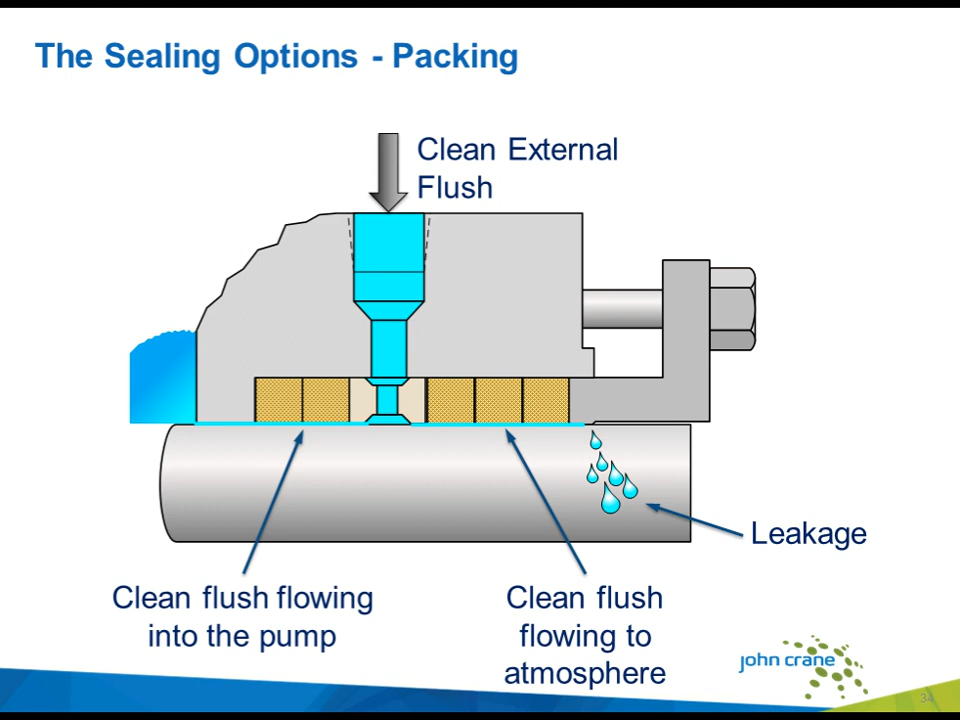 The Sealing Options - Packing
Clean External
Flush
Leakage
Clean flush flowing
into the pump
Clean flush
flowing to
atmosphere
john crane
34